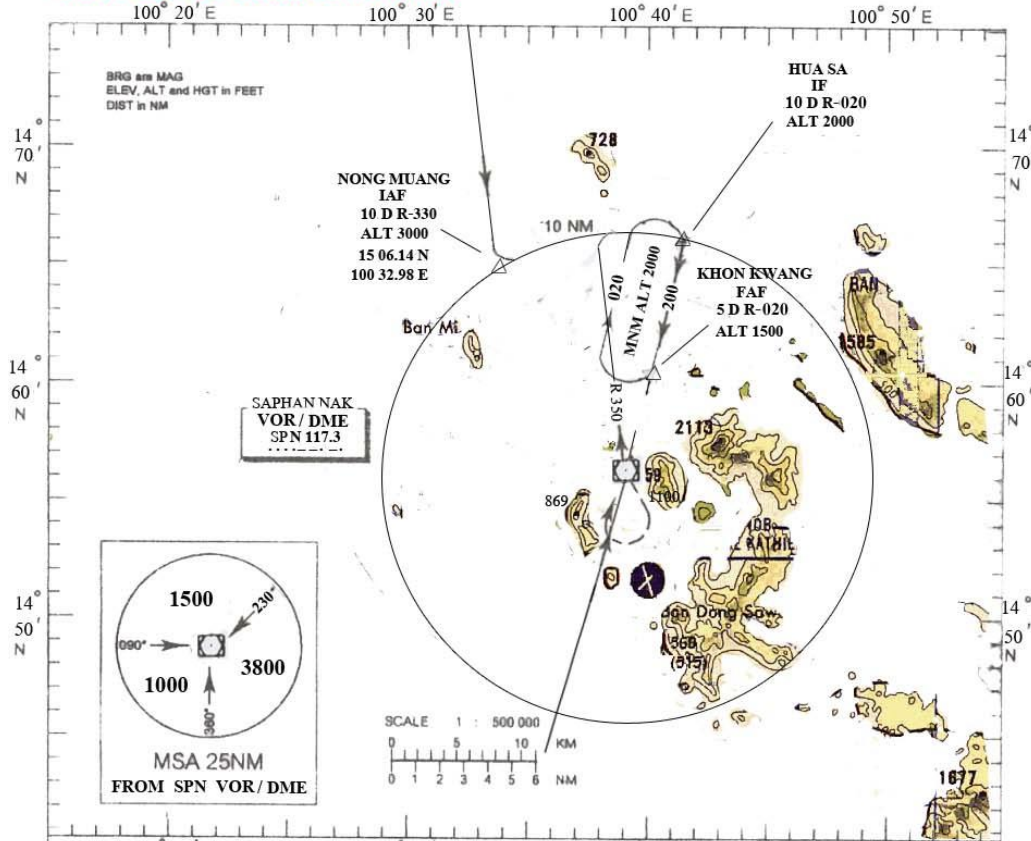 100° 20' E
100° 30' E
100° 40' E
100° 50' E
BRG are MAG
ELEV, ALT and HGT in FEET
DIST in NM
HUA SA
IF
10 D R-020
ALT 2000
14°
70'
N
14°
70'
N
728
NONG MUANG
IAF
10 D R-330
ALT 3000
15 06.14 N
100 32.98 E
10 NM
020
MNM ALT 2000
200
KHON KWANG
FAF
5 D R-020
ALT 1500
BAN
1585
Ban Mi
14°
60'
N
14°
60'
N
R 350
SAPHAN NAK
VOR / DME
SPN 117.3
2113
59
1100
869
14°
50'
N
14°
50'
N
Ban Dong Saw
568
(515)
1500
230°
090°
3800
1000
360°
MSA 25NM
FROM SPN VOR / DME
SCALE 1 : 500 000
0 5 10 KM
0 1 2 3 4 5 6 NM
1677